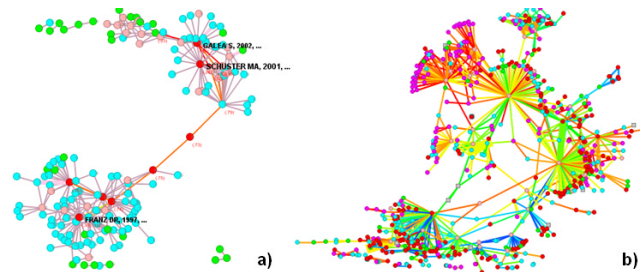 GALEA S, 2002, ...
SCHUSTER MA, 2001, ...
FRANZ DR, 1997, ...
a)
b)